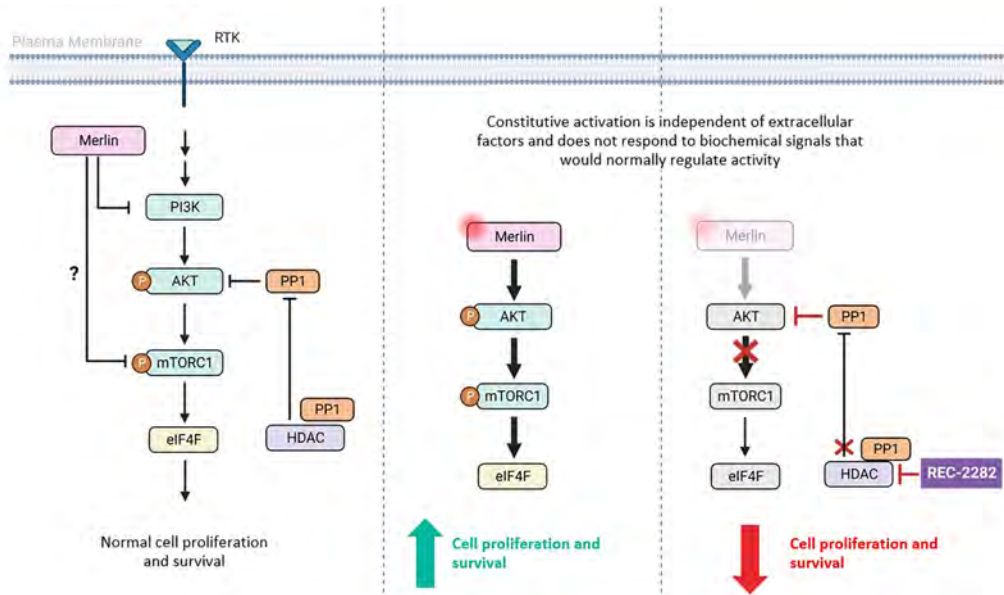 Plasma Membrane
RTK
Merlin
PI3K
?
P
AKT
PP1
P
mTORC1
PP1
HDAC
eIF4F
Normal cell proliferation
and survival
Constitutive activation is independent of extracellular
factors and does not respond to biochemical signals that
would normally regulate activity
Merlin
P
AKT
P
mTORC1
eIF4F
Cell proliferation and
survival
Merlin
AKT
PP1
mTORC1
PP1
HDAC
REC-2282
eIF4F
Cell proliferation and
survival